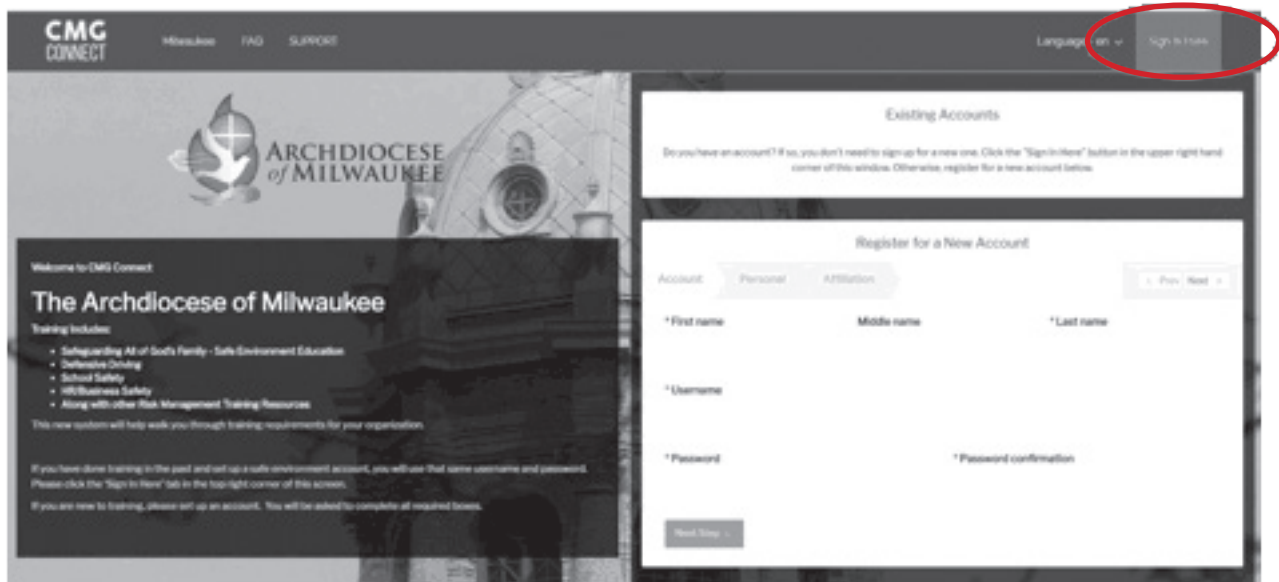 CMG
CONNECT
Milwaukee FAQ SUPPORT
Languages en
Sign In Here
ARCHDIOCESE
of MILWAUKEE
Welcome to CMG Connect
The Archdiocese of Milwaukee
Training Includes:
• Safeguarding All of God's Family - Safe Environment Education
• Defensive Driving
• School Safety
• HR/Business Safety
• Along with other Risk Management Training Resources
This new system will help walk you through training requirements for your organization.
If you have done training in the past and set up a safe environment account, you will use that same username and password.
Please click the "Sign In Here" tab in the top right corner of this screen.
If you are new to training, please set up an account. You will be asked to complete all required boxes.
Existing Accounts
Do you have an account? If so, you don't need to sign up for a new one. Click the "Sign In Here" button in the upper right hand
corner of this window. Otherwise, register for a new account below.
Register for a New Account
Account Personal Affiliation
< Prev Next >
* First name Middle name * Last name
* Username
* Password * Password confirmation
Next Step